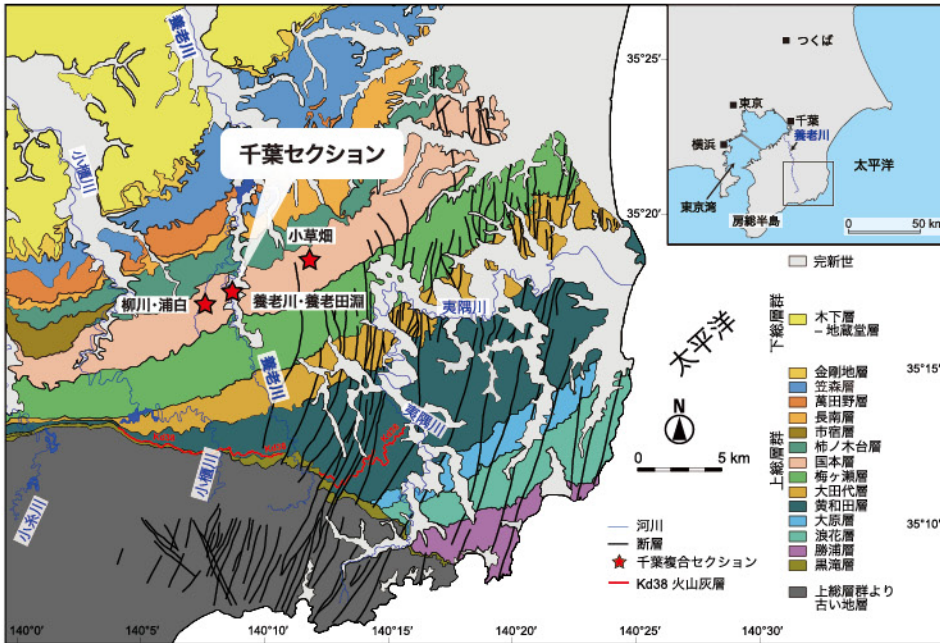 養老川
35°25′
つくば
東京
千葉
養老川
横浜
太平洋
東京湾
房総半島
0 50 km
小櫃川
千葉セクション
35°20′
小草畑
柳川・浦白
養老川・養老田淵
夷隅川
養老川
太平洋
夷隅川
N
0 5 km
小櫃川
小糸川
河川
断層
千葉複合セクション
Kd38 火山灰層
完新世
下総層群
木下層
– 地蔵堂層
35°15′
上総層群
金剛地層
笠森層
萬田野層
長南層
市宿層
柿ノ木台層
国本層
梅ヶ瀬層
大田代層
黄和田層
大原層
浪花層
勝浦層
黒滝層
35°10′
上総層群より
古い地層
140°0′
140°5′
140°10′
140°15′
140°20′
140°25′
140°30′